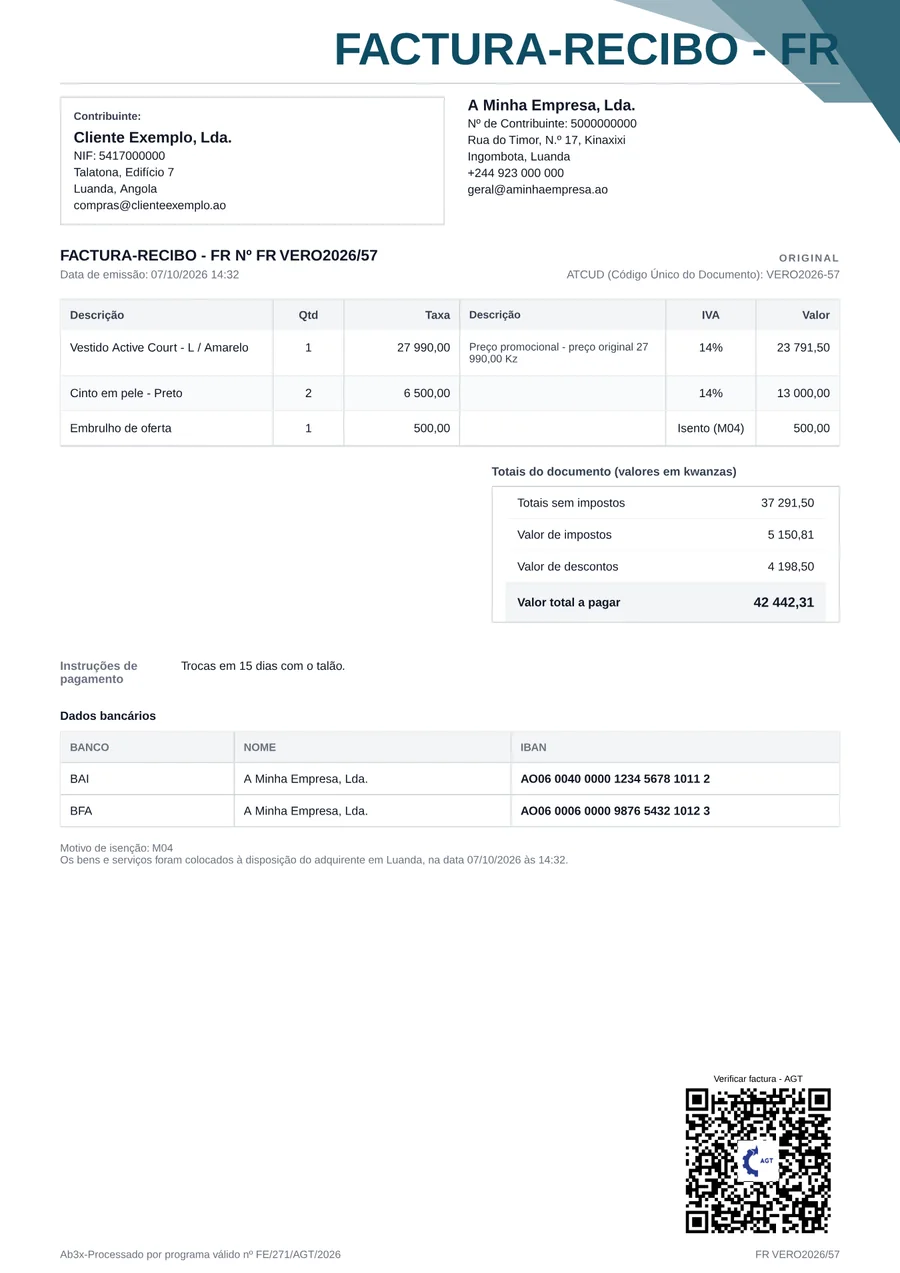 FACTURA-RECIBO - FR
Contribuinte:
Cliente Exemplo, Lda.
NIF: 5417000000
Talatona, Edifício 7
Luanda, Angola
compras@clienteexemplo.ao
A Minha Empresa, Lda.
Nº de Contribuinte: 5000000000
Rua do Timor, N.º 17, Kinaxixi
Ingombota, Luanda
+244 923 000 000
geral@aminhaempresa.ao
FACTURA-RECIBO - FR Nº FR VERO2026/57
Data de emissão: 07/10/2026 14:32
ORIGINAL
ATCUD (Código Único do Documento): VERO2026-57
Descrição Qtd Taxa Descrição IVA Valor
Vestido Active Court - L / Amarelo 1 27 990,00 Preço promocional - preço original 27 14% 23 791,50
990,00 Kz
Cinto em pele - Preto 2 6 500,00 14% 13 000,00
Embrulho de oferta 1 500,00 Isento (M04) 500,00
Totais do documento (valores em kwanzas)
Totais sem impostos 37 291,50
Valor de impostos 5 150,81
Valor de descontos 4 198,50
Valor total a pagar 42 442,31
Instruções de Trocas em 15 dias com o talão.
pagamento
Dados bancários
BANCO NOME IBAN
BAI A Minha Empresa, Lda. AO06 0040 0000 1234 5678 1011 2
BFA A Minha Empresa, Lda. AO06 0006 0000 9876 5432 1012 3
Motivo de isenção: M04
Os bens e serviços foram colocados à disposição do adquirente em Luanda, na data 07/10/2026 às 14:32.
Verificar factura - AGT
AGT
Ab3x-Processado por programa válido nº FE/271/AGT/2026
FR VERO2026/57